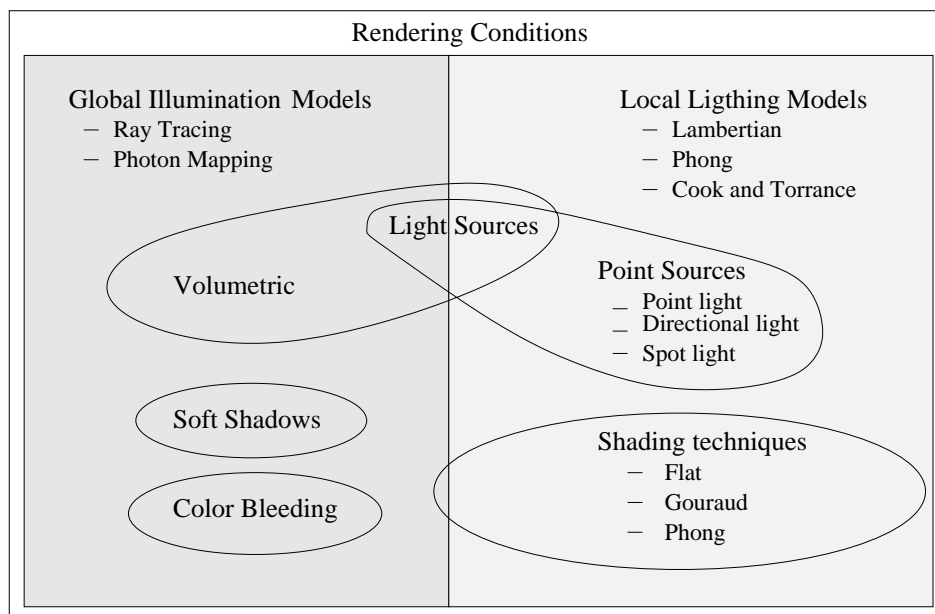 Rendering Conditions
Global Illumination Models
– Ray Tracing
– Photon Mapping
Local Ligthing Models
– Lambertian
– Phong
– Cook and Torrance
Light Sources
Volumetric
Point Sources
– Point light
– Directional light
– Spot light
Soft Shadows
Color Bleeding
Shading techniques
– Flat
– Gouraud
– Phong